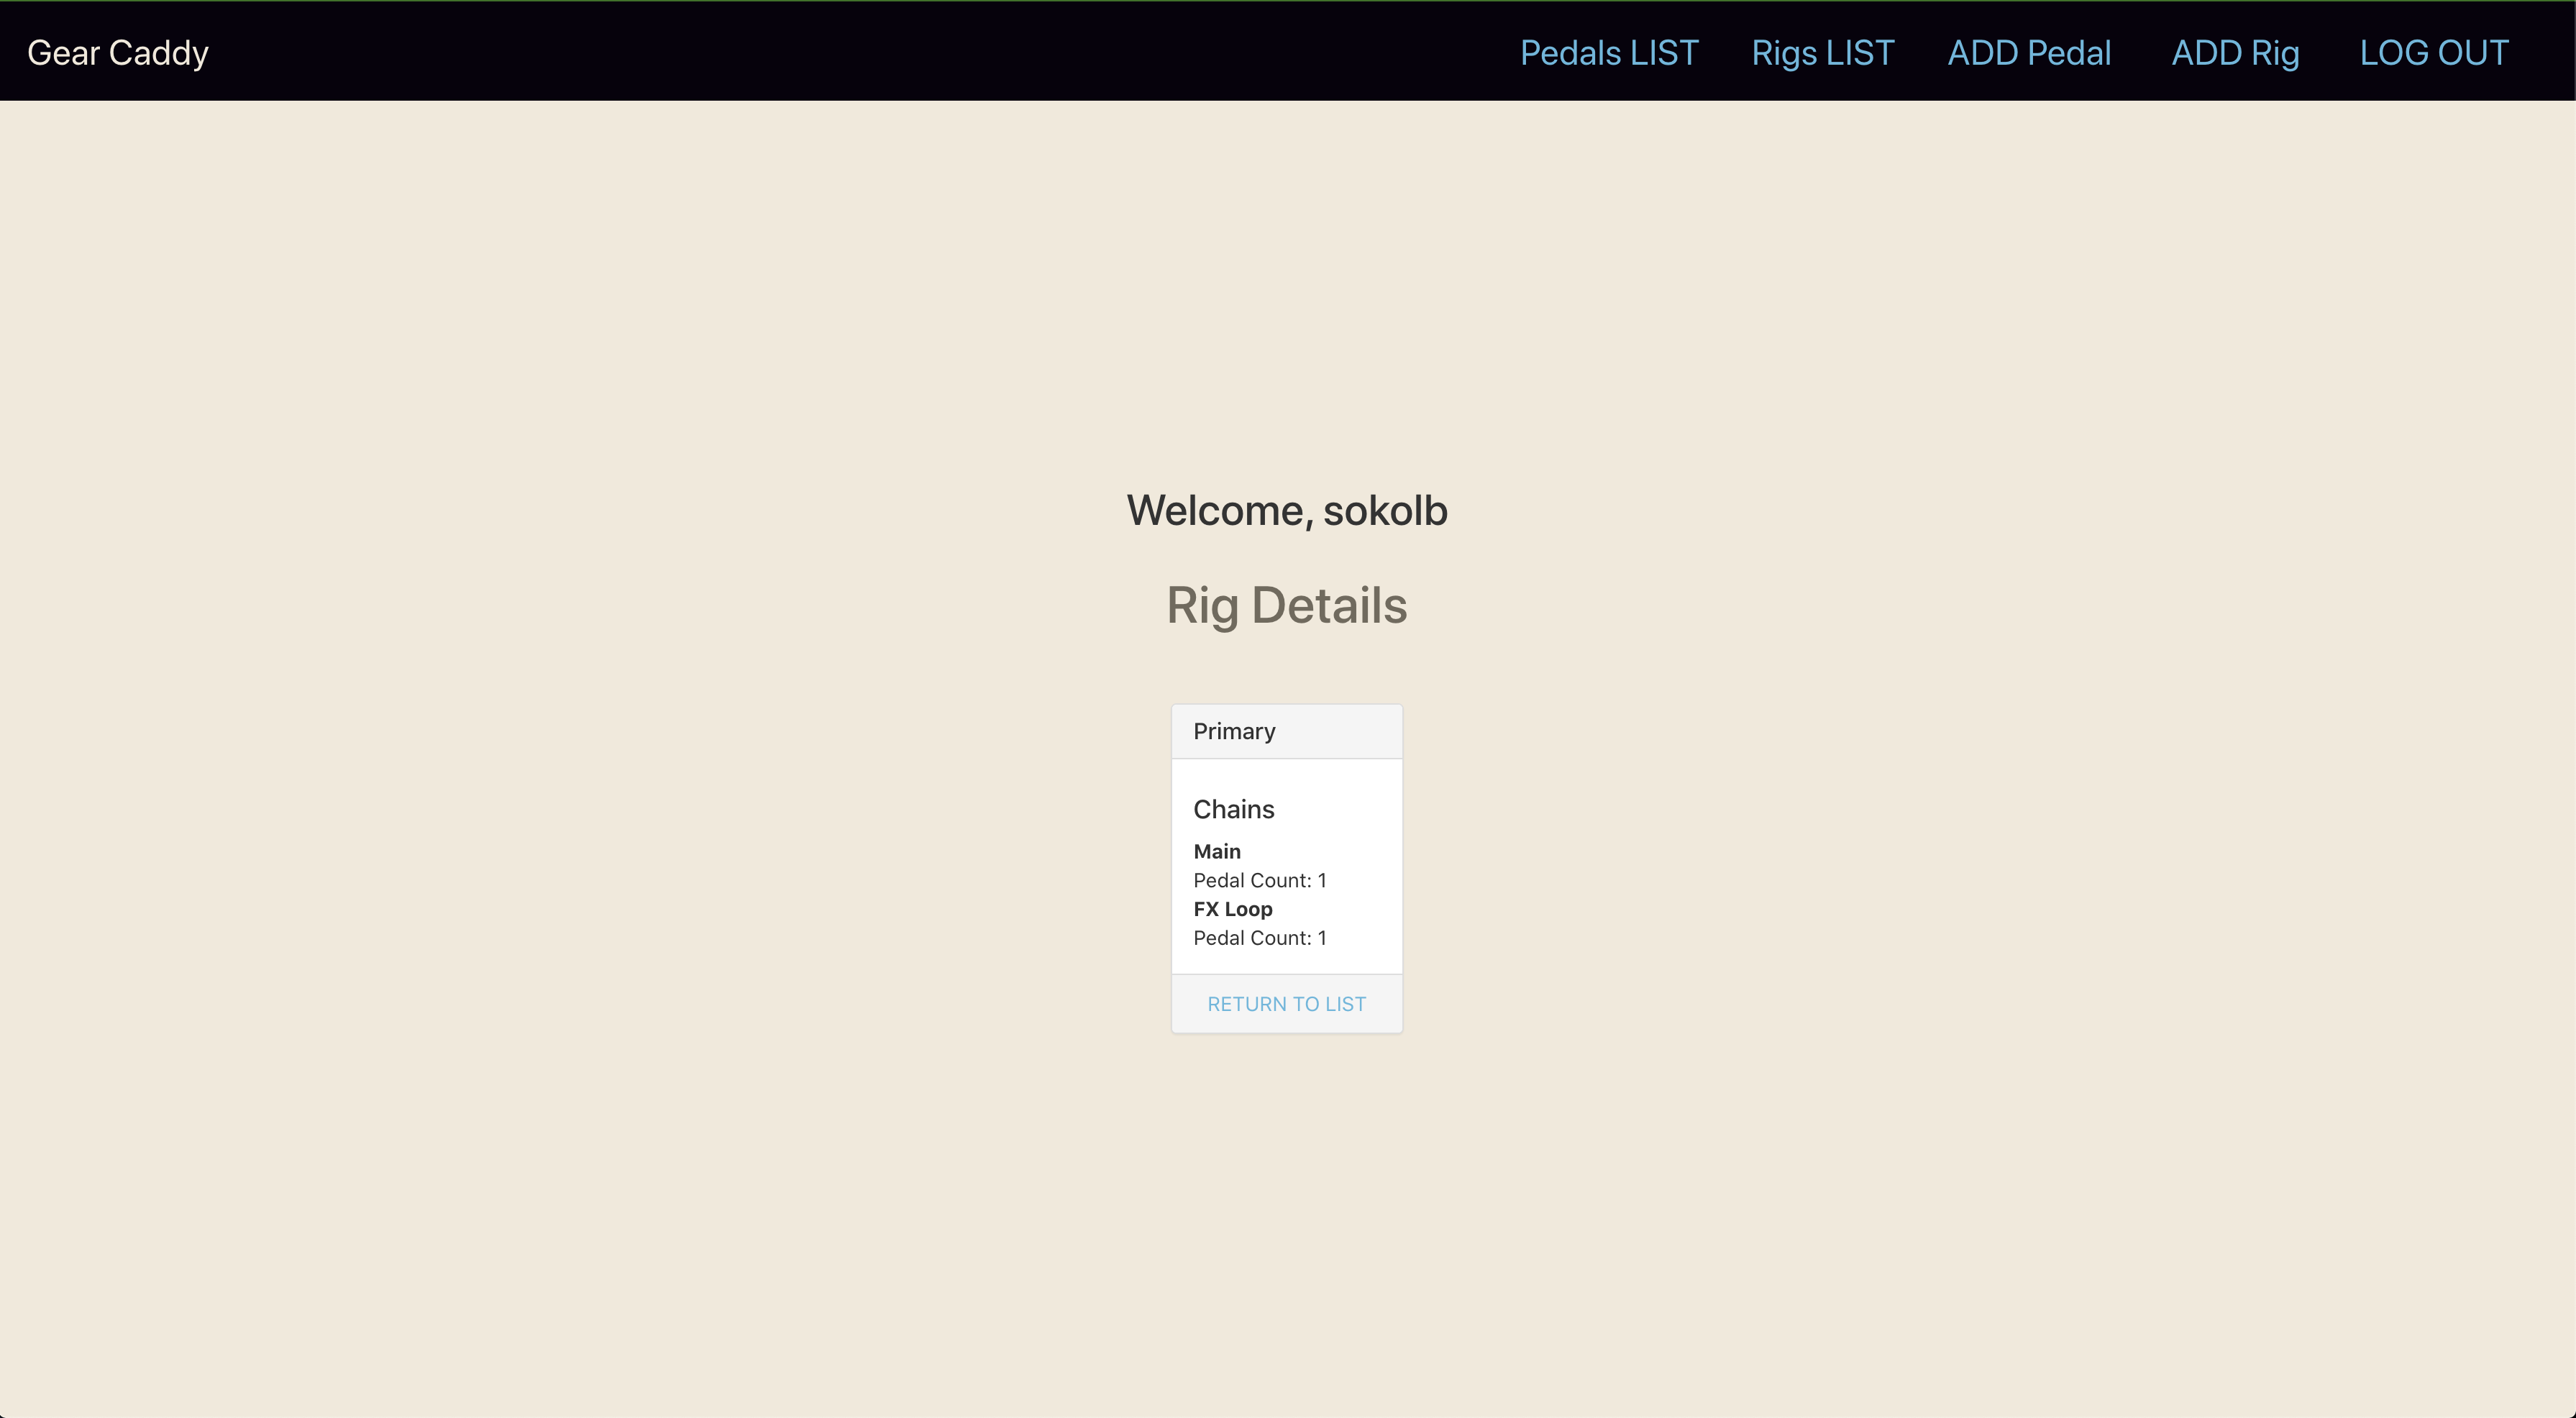 Gear Caddy
Pedals LIST
Rigs LIST
ADD Pedal
ADD Rig
LOG OUT
Welcome, sokolb
Rig Details
Primary
Chains
Main
Pedal Count: 1
FX Loop
Pedal Count: 1
RETURN TO LIST